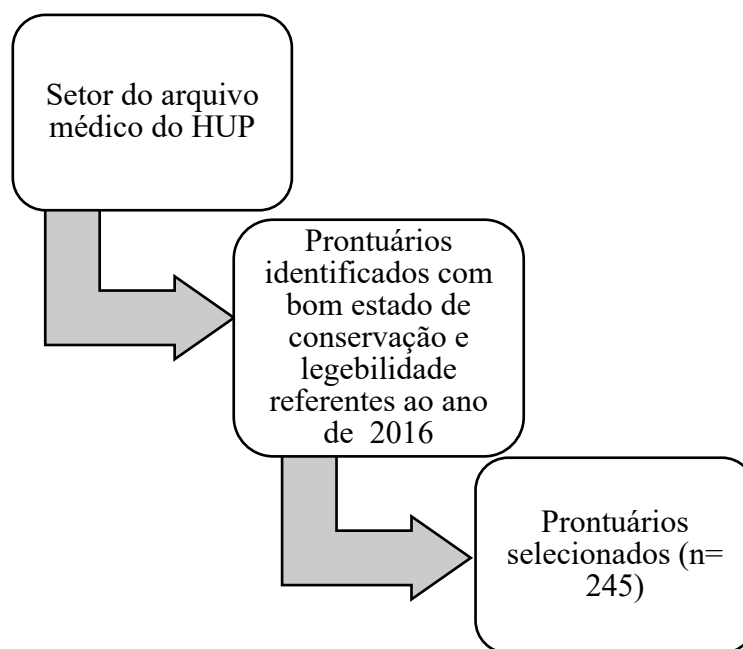 Setor do arquivo
médico do HUP
Prontuários
identificados com
bom estado de
conservação e
legebilidade
referentes ao ano
de 2016
Prontuários
selecionados (n=
245)